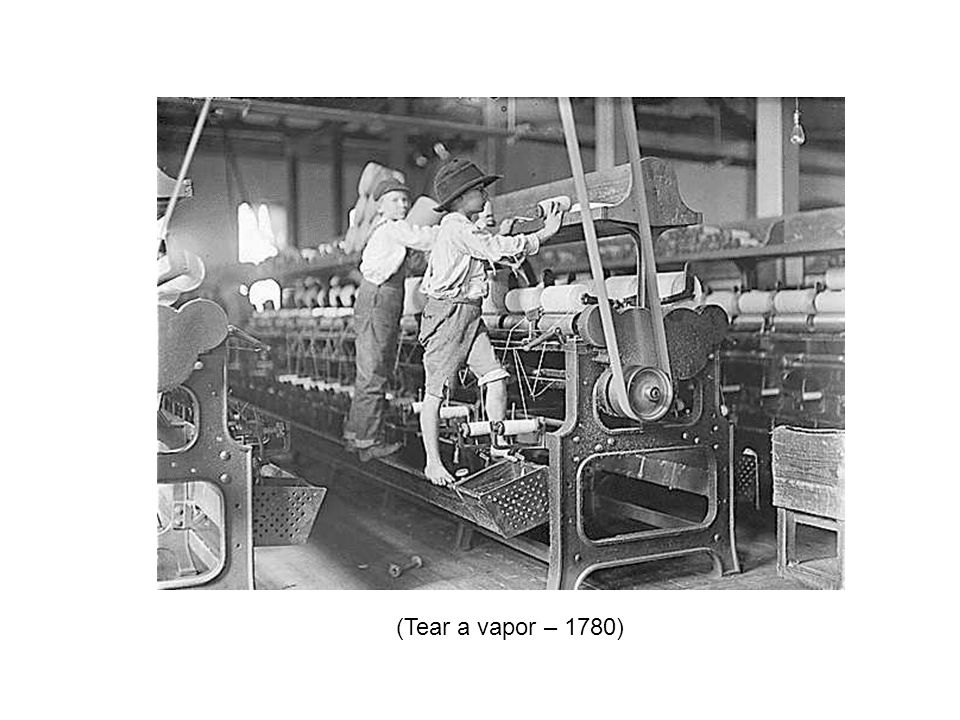 (Tear a vapor – 1780)